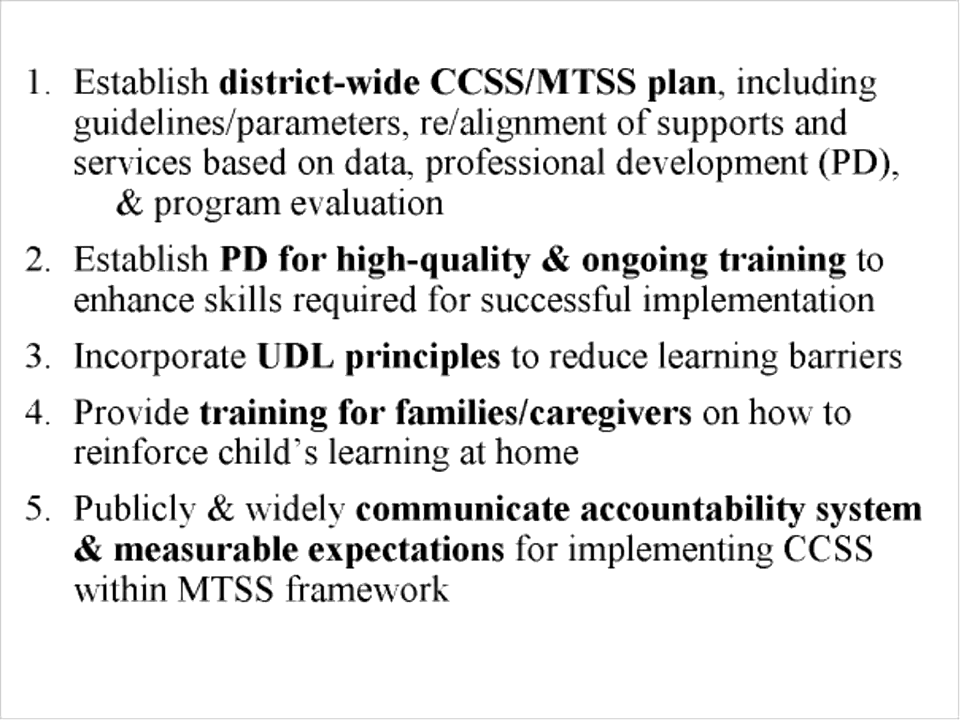 1. Establish district-wide CCSS/MTSS plan, including
guidelines/parameters, re/alignment of supports and
services based on data, professional development (PD),
& program evaluation
2. Establish PD for high-quality & ongoing training to
enhance skills required for successful implementation
3. Incorporate UDL principles to reduce learning barriers
4. Provide training for families/caregivers on how to
reinforce child’s learning at home
5. Publicly & widely communicate accountability system
& measurable expectations for implementing CCSS
within MTSS framework